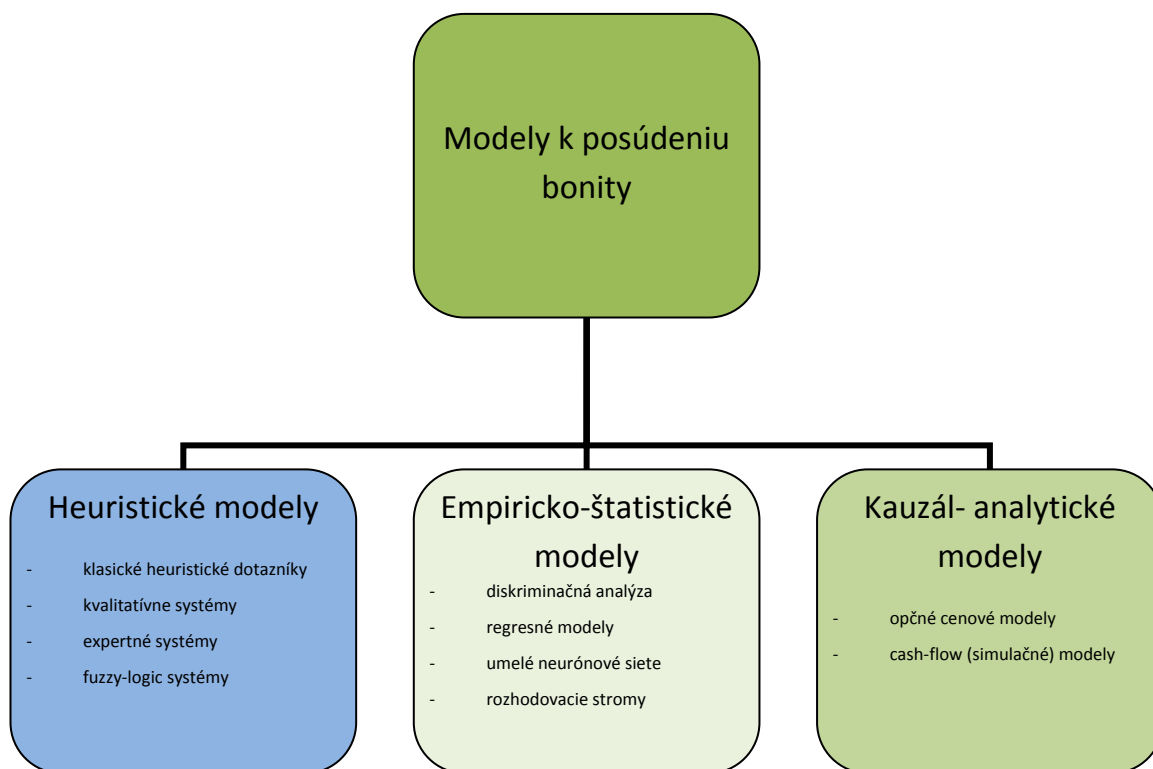 Modely k posúdeniu
bonity
Heuristické modely
- klasické heuristické dotazníky
- kvalitatívne systémy
- expertné systémy
- fuzzy-logic systémy
Empiricko-štatistické
modely
- diskriminačná analýza
- regresné modely
- umelé neurónové siete
- rozhodovacie stromy
Kauzál- analytické
modely
- opčné cenové modely
- cash-flow (simulačné) modely